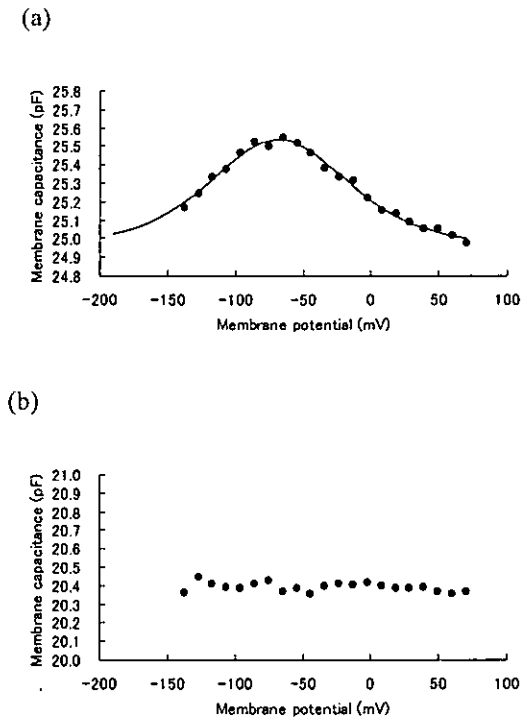 (a)
25.8
25.7
25.6
25.5
25.4
25.3
25.2
25.1
25.0
24.9
24.8
Membrane capacitance (pF)
-200 -150 -100 -50 0 50 100
Membrane potential (mV)
(b)
21.0
20.9
20.8
20.7
20.6
20.5
20.4
20.3
20.2
20.1
20.0
Membrane capacitance (pF)
-200 -150 -100 -50 0 50 100
Membrane potential (mV)